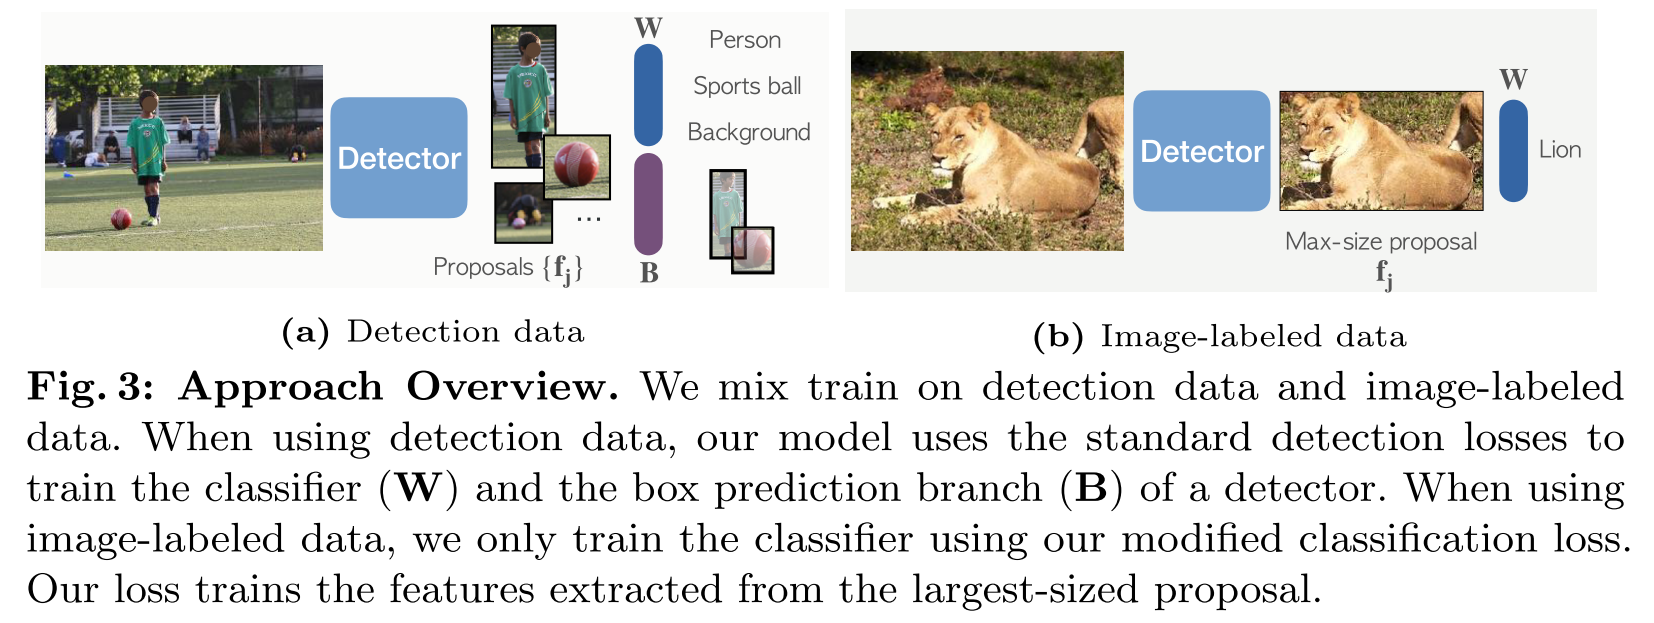 W
Person
Sports ball
Background
Detector
...
Proposals {fj}
B
(a) Detection data
W
Detector
Lion
Max-size proposal
fj
(b) Image-labeled data
Fig. 3: Approach Overview. We mix train on detection data and image-labeled
data. When using detection data, our model uses the standard detection losses to
train the classifier (W) and the box prediction branch (B) of a detector. When using
image-labeled data, we only train the classifier using our modified classification loss.
Our loss trains the features extracted from the largest-sized proposal.